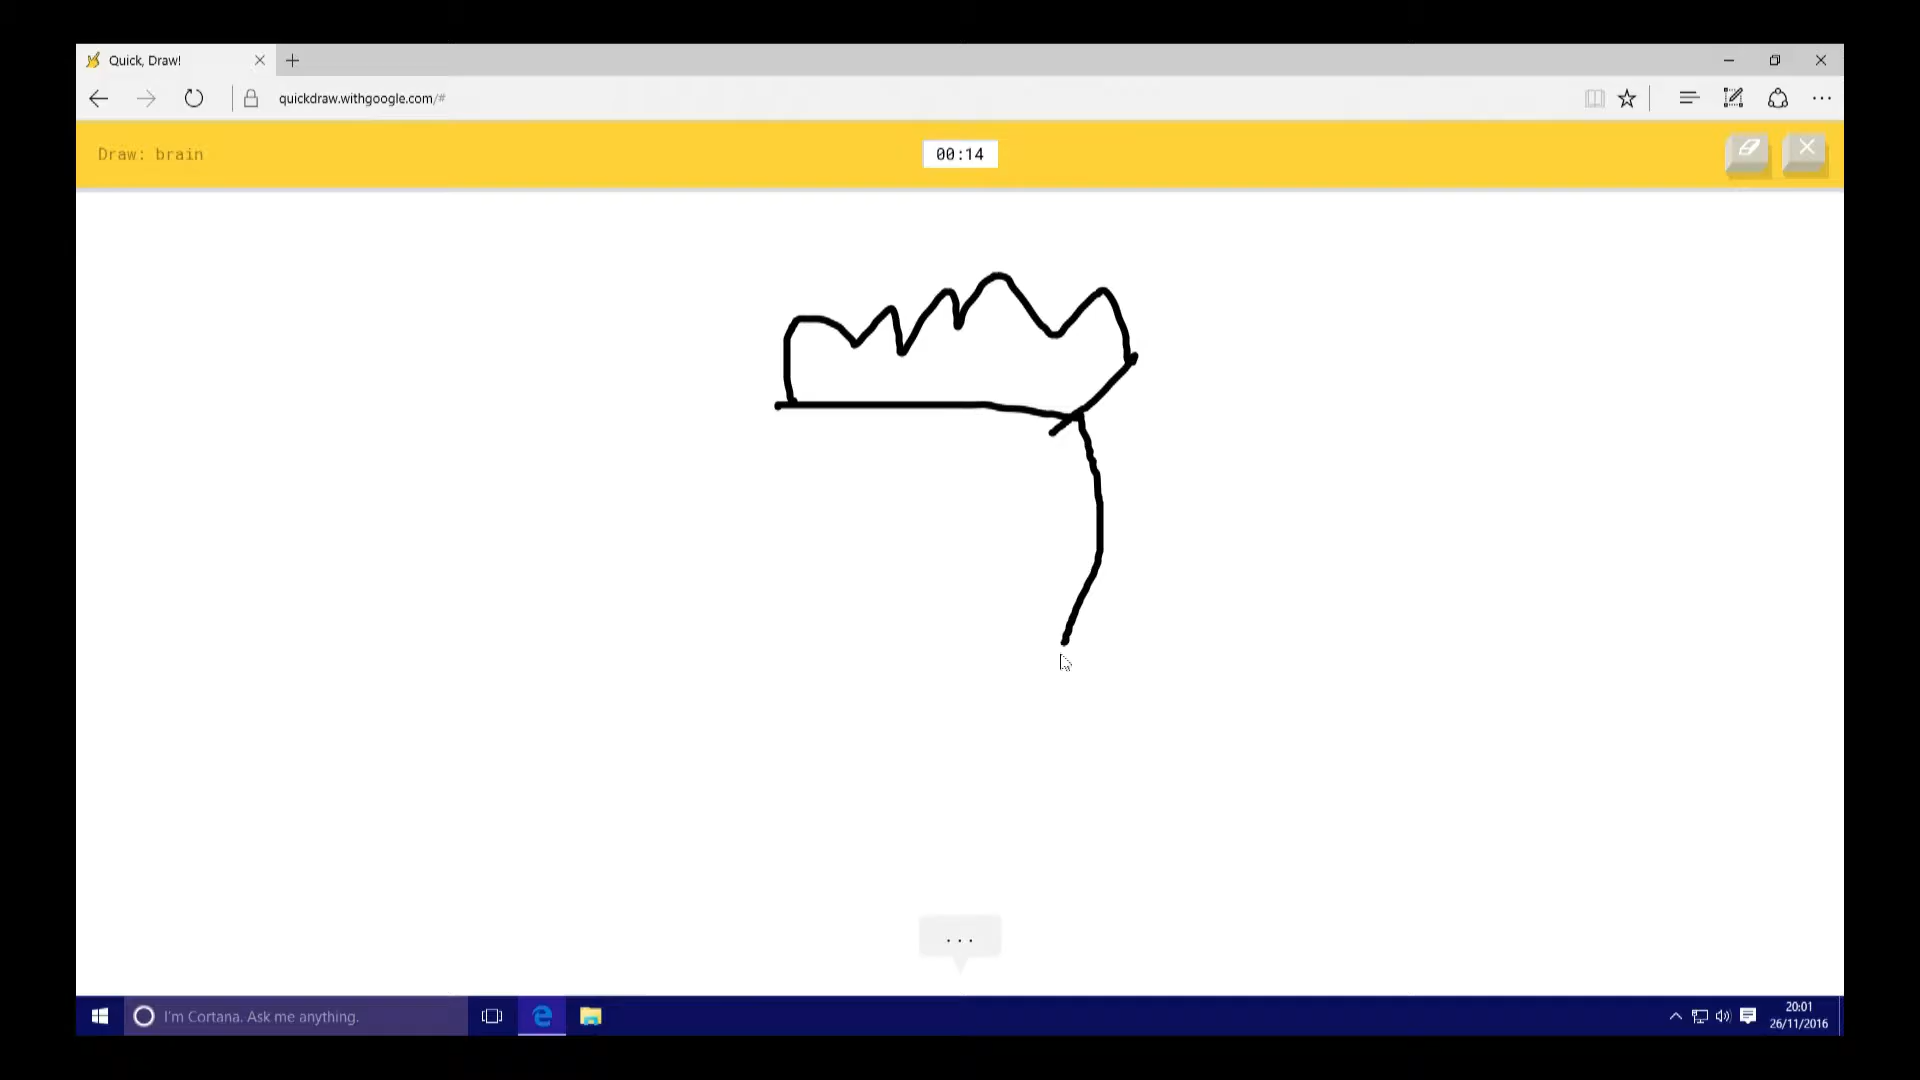 Quick, Draw!
quickdraw.withgoogle.com/#
Draw: brain
00:14
...
I'm Cortana. Ask me anything.
20:01
26/11/2016